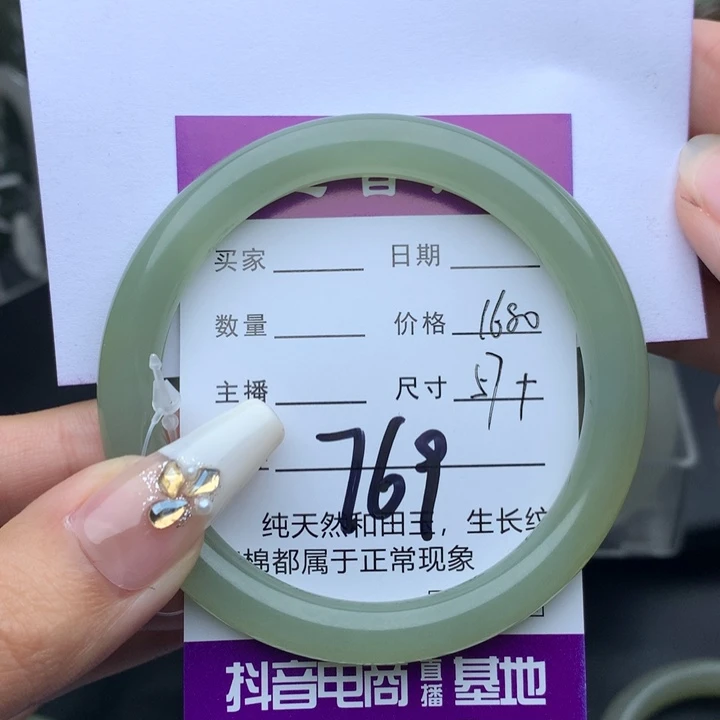 买家 日期
数量 价格 1680
主播 尺寸 57+
769
纯天然和田玉，生长纹
棉都属于正常现象
抖音电商直播基地